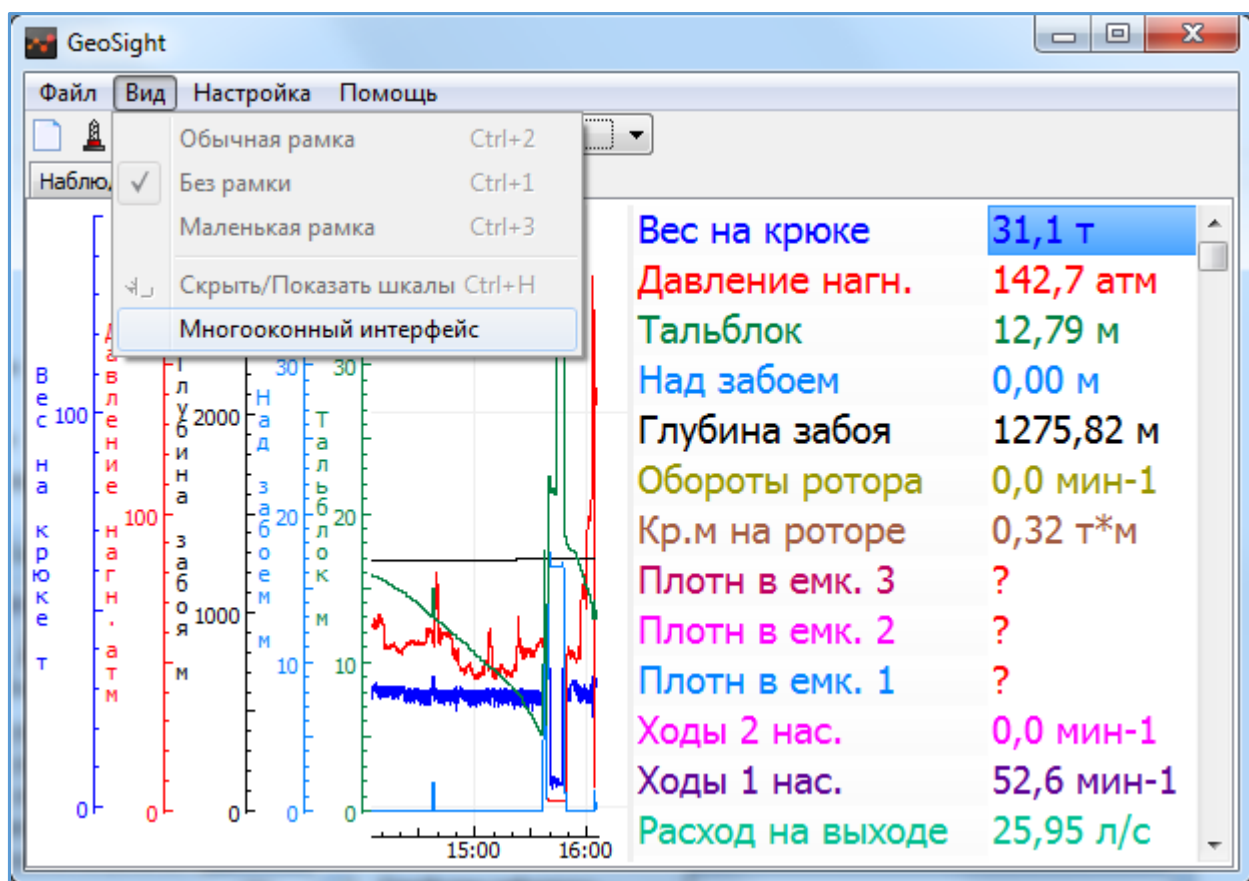 GeoSight
Файл Вид Настройка Помощь
Обычная рамка Ctrl+2
Наблюд
Без рамки Ctrl+1
Маленькая рамка Ctrl+3
Скрыть/Показать шкалы Ctrl+H
Многооконный интерфейс
Вес на крюке т
100
0
Давление нагн. атм
100
0
Глубина забоя м
2000
1000
0
Над забоем м
30
20
10
0
Тальблок м
30
20
10
0
15:00 16:00
Вес на крюке 31,1 т
Давление нагн. 142,7 атм
Тальблок 12,79 м
Над забоем 0,00 м
Глубина забоя 1275,82 м
Обороты ротора 0,0 мин-1
Кр.м на роторе 0,32 т*м
Плотн в емк. 3 ?
Плотн в емк. 2 ?
Плотн в емк. 1 ?
Ходы 2 нас. 0,0 мин-1
Ходы 1 нас. 52,6 мин-1
Расход на выходе 25,95 л/с